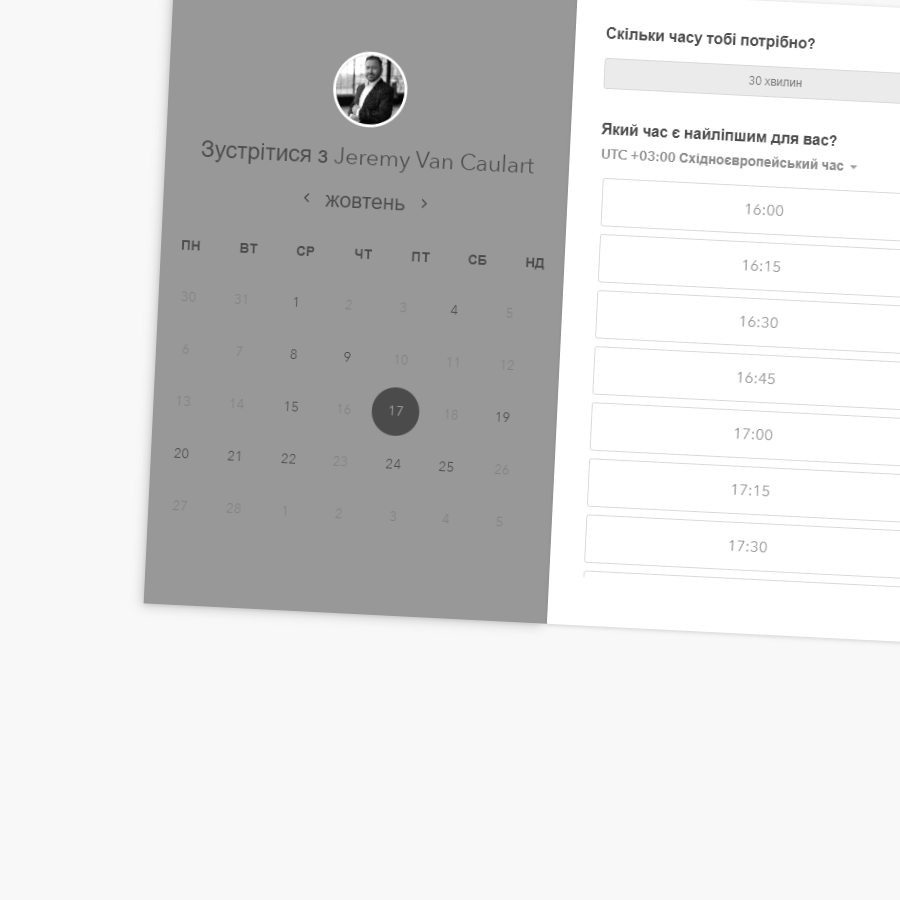 Зустрітися з Jeremy Van Caulart
‹ жовтень ›
ПН ВТ СР ЧТ ПТ СБ НД
30 31 1 2 3 4 5
6 7 8 9 10 11 12
13 14 15 16 17 18 19
20 21 22 23 24 25 26
27 28 1 2 3 4 5
Скільки часу тобі потрібно?
30 хвилин
Який час є найліпшим для вас?
UTC +03:00 Східноєвропейський час
16:00
16:15
16:30
16:45
17:00
17:15
17:30